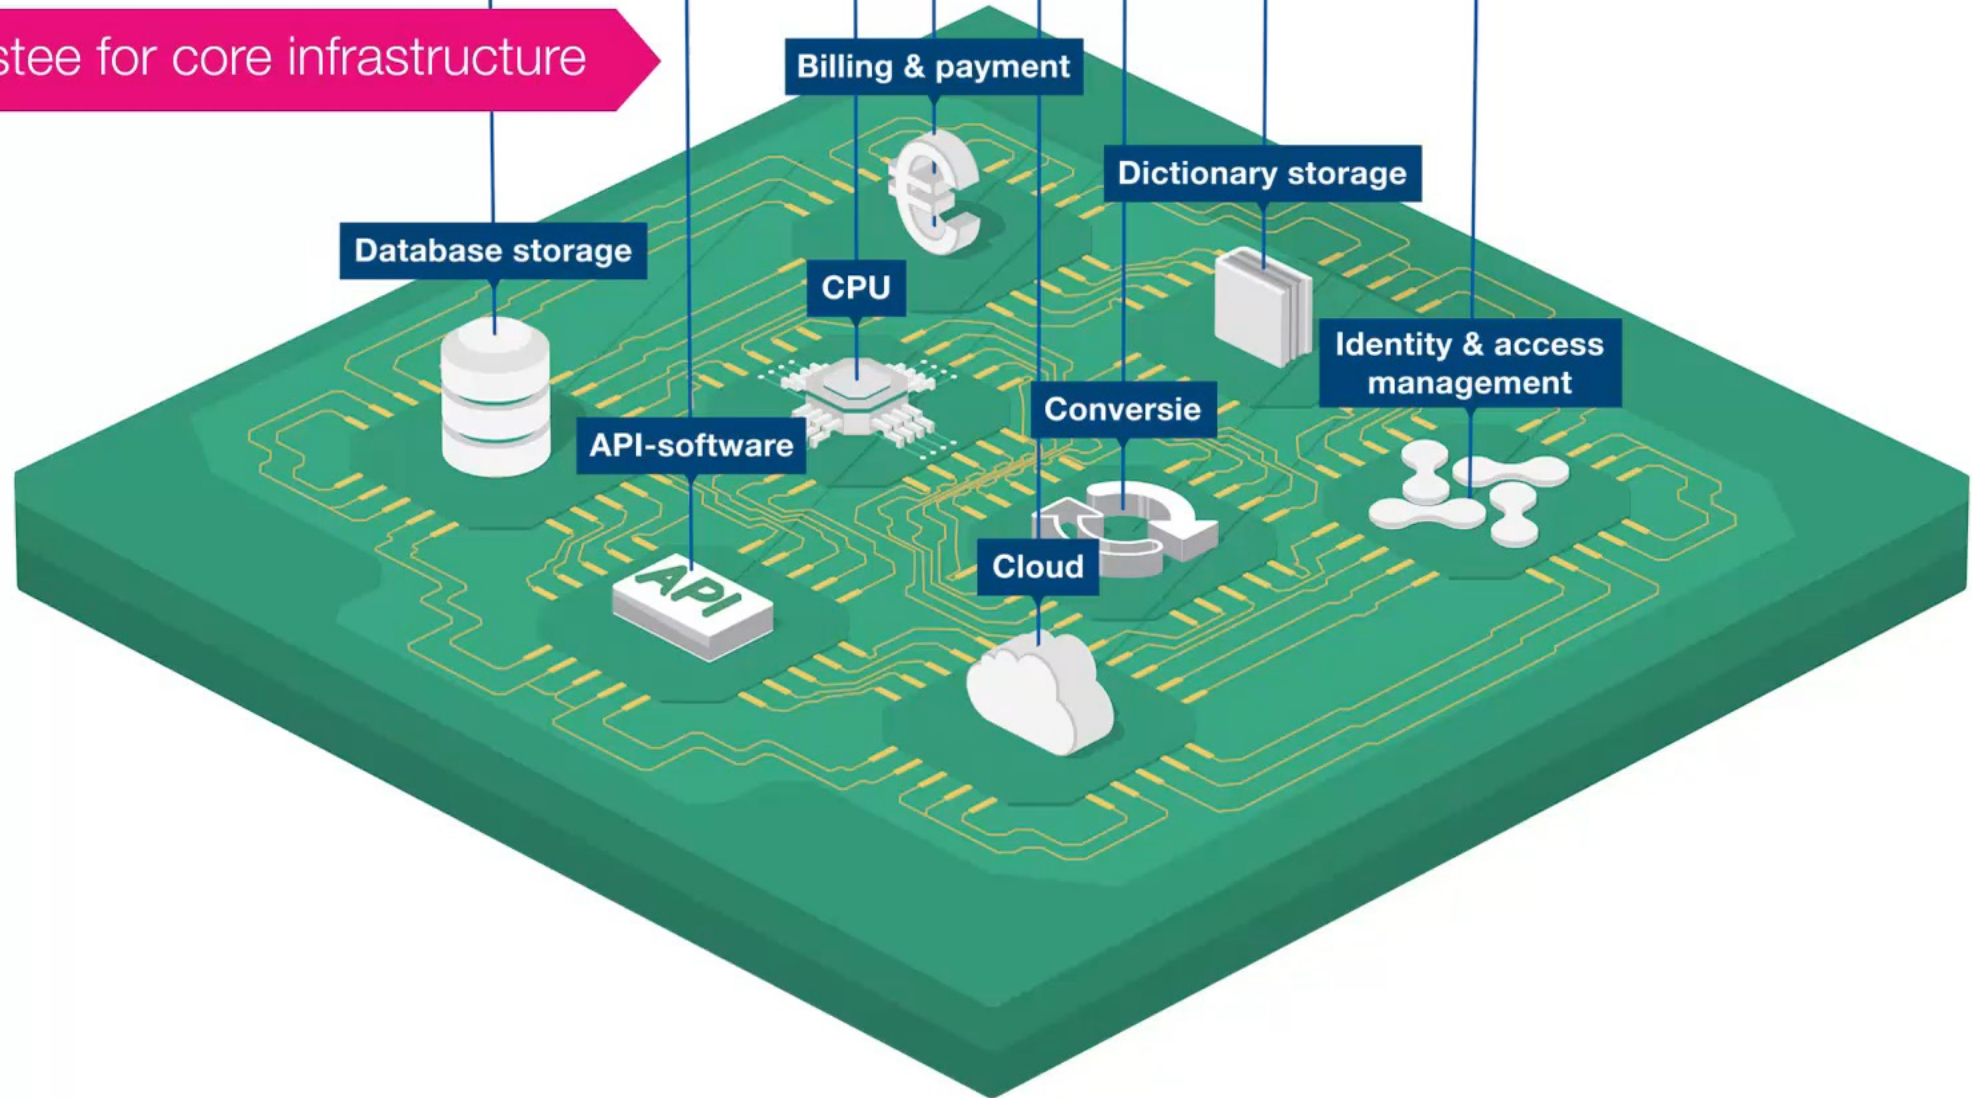 stee for core infrastructure
Billing & payment
Dictionary storage
Database storage
CPU
Identity & access
management
Conversie
API-software
Cloud
API